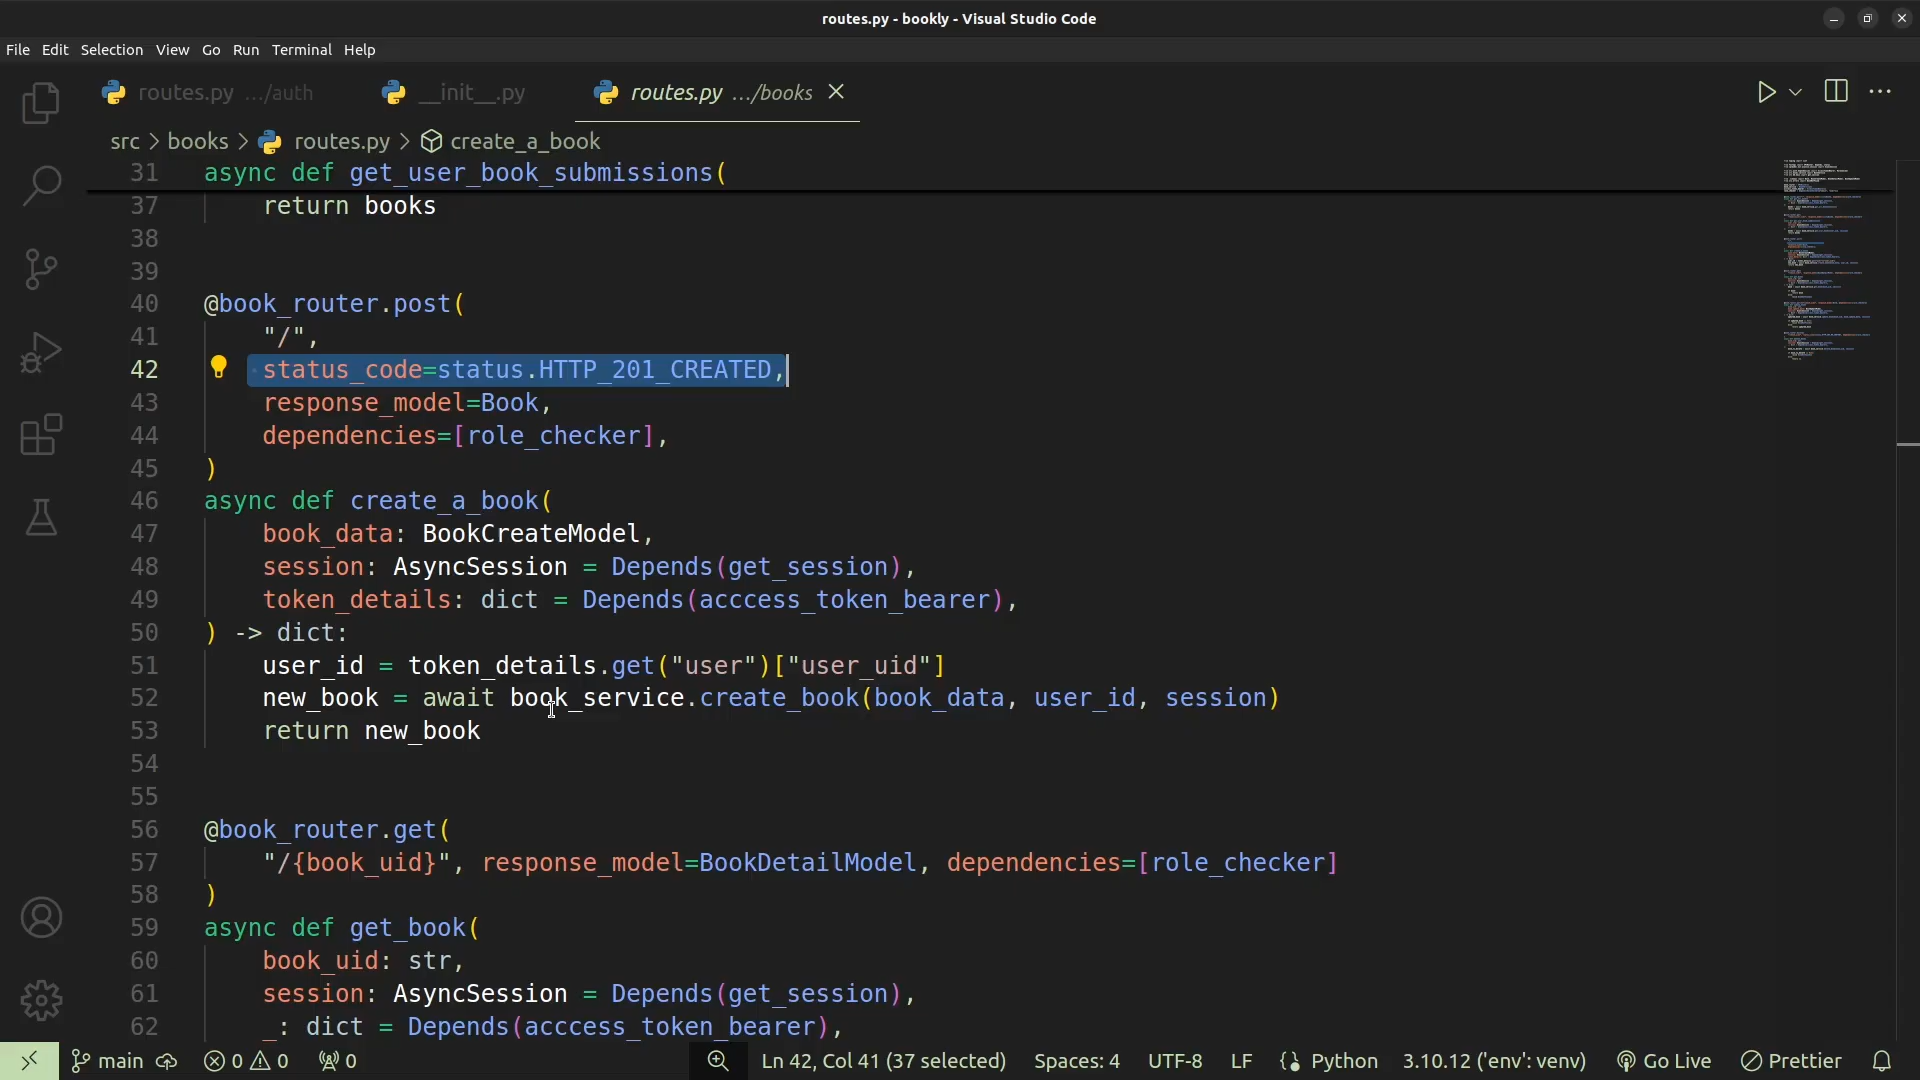 routes.py - bookly - Visual Studio Code
File Edit Selection View Go Run Terminal Help
routes.py .../auth __init__.py routes.py .../books
src > books > routes.py > create_a_book
31 async def get_user_book_submissions(
37 return books
38
39
40 @book_router.post(
41 "/",
42 status_code=status.HTTP_201_CREATED,
43 response_model=Book,
44 dependencies=[role_checker],
45 )
46 async def create_a_book(
47 book_data: BookCreateModel,
48 session: AsyncSession = Depends(get_session),
49 token_details: dict = Depends(acccess_token_bearer),
50 ) -> dict:
51 user_id = token_details.get("user")["user_uid"]
52 new_book = await book_service.create_book(book_data, user_id, session)
53 return new_book
54
55
56 @book_router.get(
57 "/{book_uid}", response_model=BookDetailModel, dependencies=[role_checker]
58 )
59 async def get_book(
60 book_uid: str,
61 session: AsyncSession = Depends(get_session),
62 _: dict = Depends(acccess_token_bearer),
main 0 0 0 Ln 42, Col 41 (37 selected) Spaces: 4 UTF-8 LF Python 3.10.12 ('env': venv) Go Live Prettier